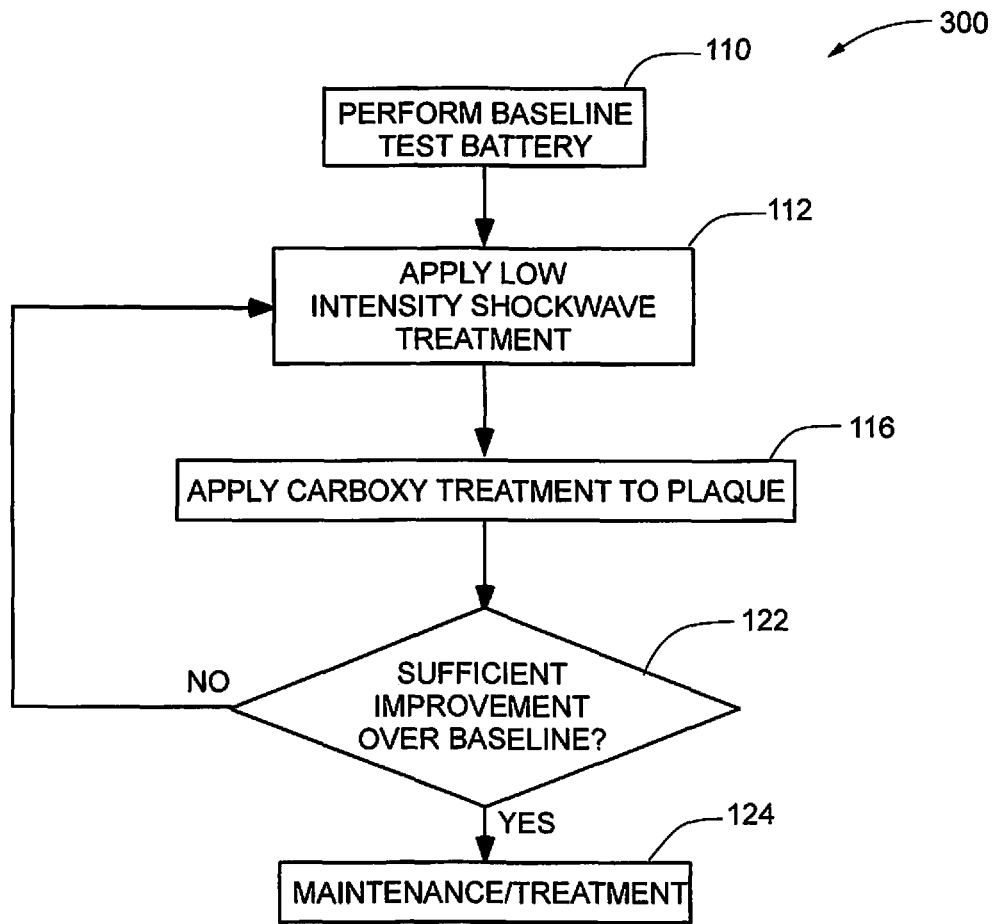 300
110
PERFORM BASELINE
TEST BATTERY
112
APPLY LOW
INTENSITY SHOCKWAVE
TREATMENT
116
APPLY CARBOXY TREATMENT TO PLAQUE
122
NO
SUFFICIENT
IMPROVEMENT
OVER BASELINE?
YES
124
MAINTENANCE/TREATMENT